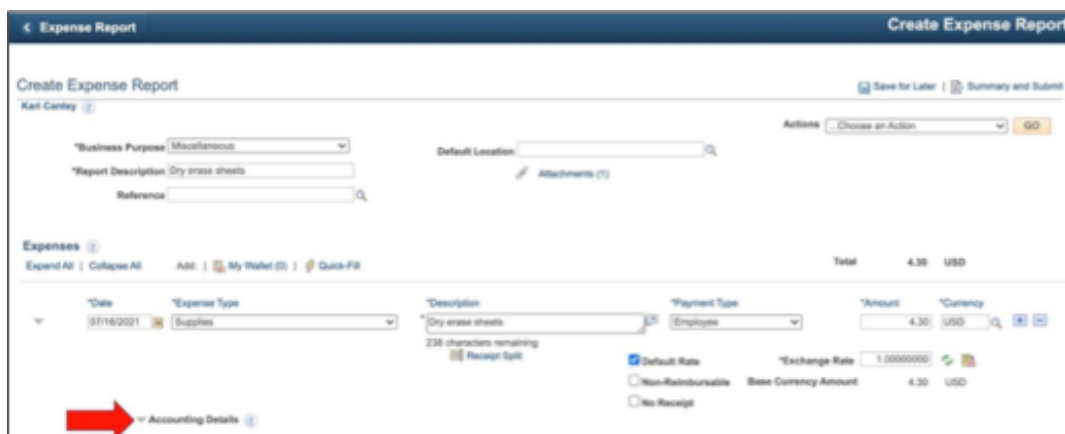 Expense Report Create Expense Report
Create Expense Report
Save for Later | Summary and Submit
Karl Cantey
Actions ...Choose an Action GO
*Business Purpose Miscellaneous Default Location
*Report Description Dry erase sheets Attachments (1)
Reference
Expenses
Expand All | Collapse All Add: | My Wallet (0) | Quick-Fill Total 4.30 USD
*Date *Expense Type *Description *Payment Type *Amount *Currency
07/16/2021 Supplies *Dry erase sheets Employee 4.30 USD
238 characters remaining
Receipt Split Default Rate *Exchange Rate 1.00000000
Non-Reimbursable Base Currency Amount 4.30 USD
No Receipt
Accounting Details